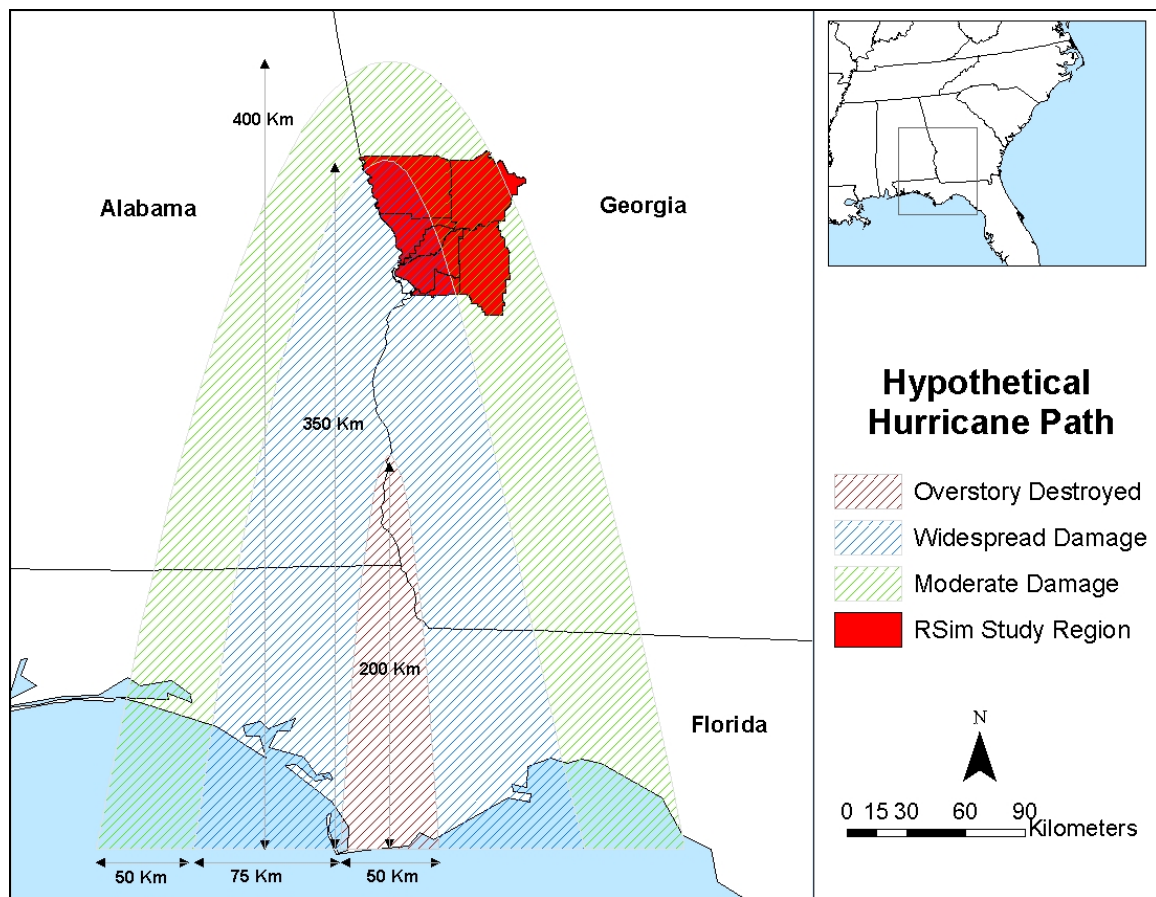 400 Km
Alabama
Georgia
350 Km
200 Km
Florida
50 Km
75 Km
50 Km
Hypothetical
Hurricane Path
Overstory Destroyed
Widespread Damage
Moderate Damage
RSim Study Region
N
0 15 30 60 90
Kilometers